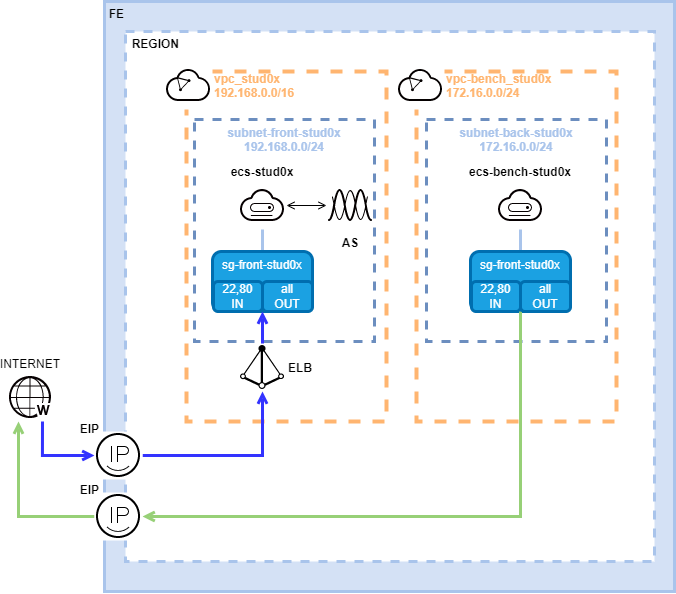 FE
REGION
vpc_stud0x
192.168.0.0/16
vpc-bench_stud0x
172.16.0.0/24
subnet-front-stud0x
192.168.0.0/24
subnet-back-stud0x
172.16.0.0/24
ecs-stud0x
ecs-bench-stud0x
AS
sg-front-stud0x
22,80
IN
all
OUT
sg-front-stud0x
22,80
IN
all
OUT
ELB
INTERNET
W
EIP
IP
EIP
IP